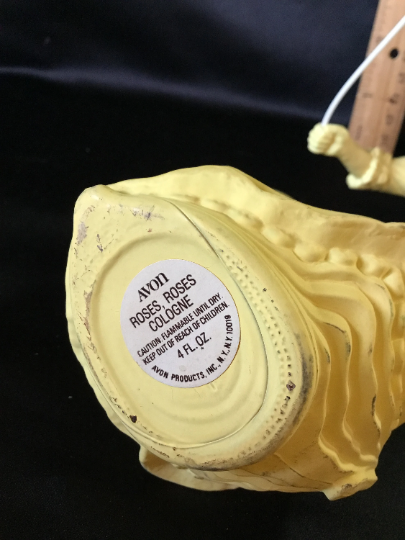 AVON
ROSES, ROSES
COLOGNE
CAUTION: FLAMMABLE UNTIL DRY.
KEEP OUT OF REACH OF CHILDREN.
4 FL. OZ.
AVON PRODUCTS, INC., N.Y., N.Y. 10019